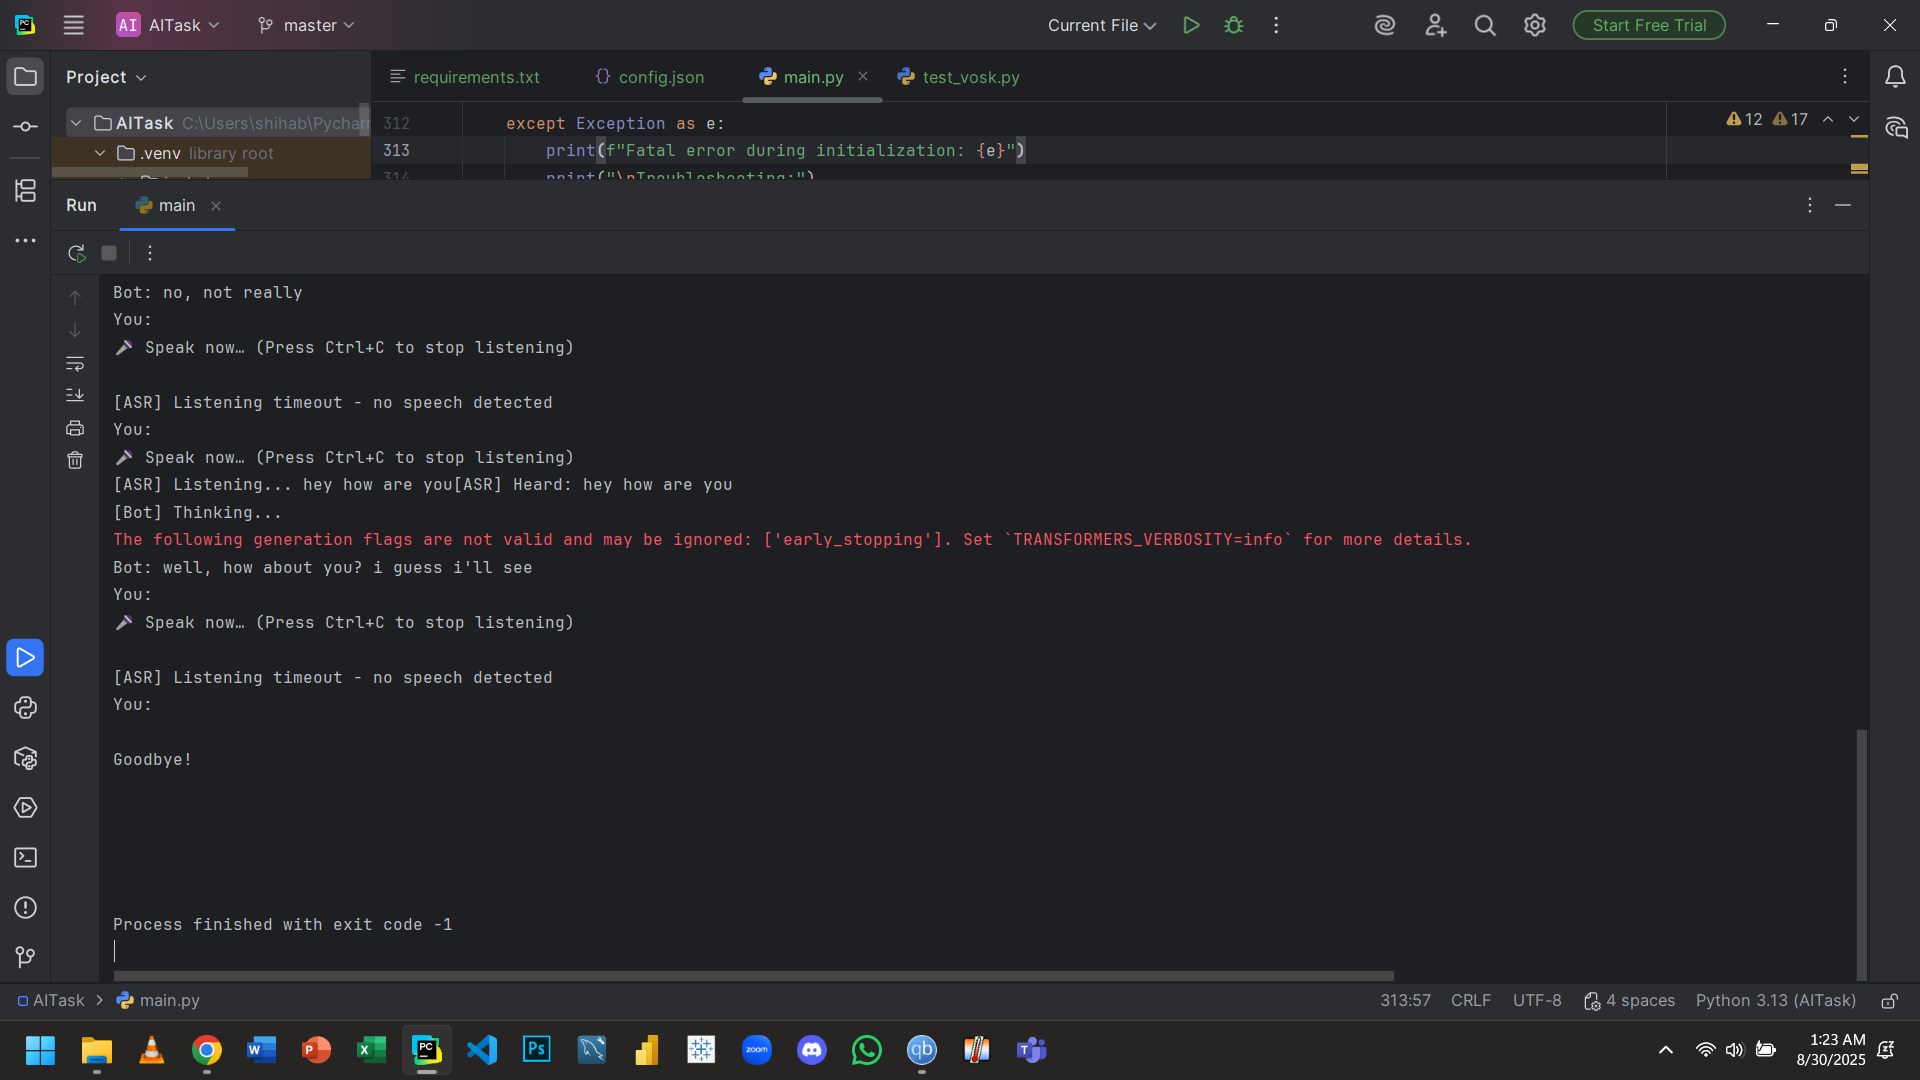 AI AITask master Current File Start Free Trial
Project requirements.txt config.json main.py test_vosk.py
AITask C:\Users\shihab\Pychar
.venv library root
312 except Exception as e: 12 17
313 print(f"Fatal error during initialization: {e}")
314 print("\nTroubleshooting:")
Run main
Bot: no, not really
You:
🎤 Speak now… (Press Ctrl+C to stop listening)
[ASR] Listening timeout - no speech detected
You:
🎤 Speak now… (Press Ctrl+C to stop listening)
[ASR] Listening... hey how are you[ASR] Heard: hey how are you
[Bot] Thinking...
The following generation flags are not valid and may be ignored: ['early_stopping']. Set `TRANSFORMERS_VERBOSITY=info` for more details.
Bot: well, how about you? i guess i'll see
You:
🎤 Speak now… (Press Ctrl+C to stop listening)
[ASR] Listening timeout - no speech detected
You:
Goodbye!
Process finished with exit code -1
AITask > main.py 313:57 CRLF UTF-8 4 spaces Python 3.13 (AITask)
1:23 AM
8/30/2025